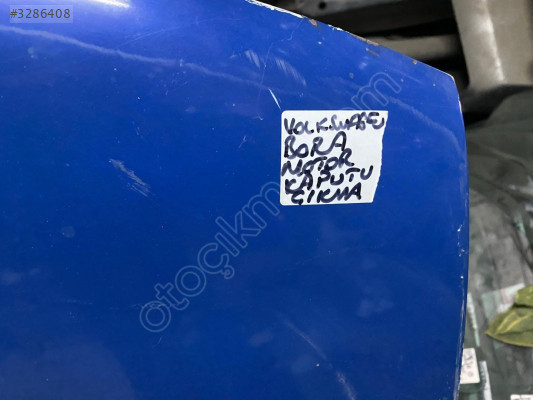 #3286408
VOLKSWAGEN
BORA
MOTOR
KAPUTU
ÇIKMA
otoçıkma